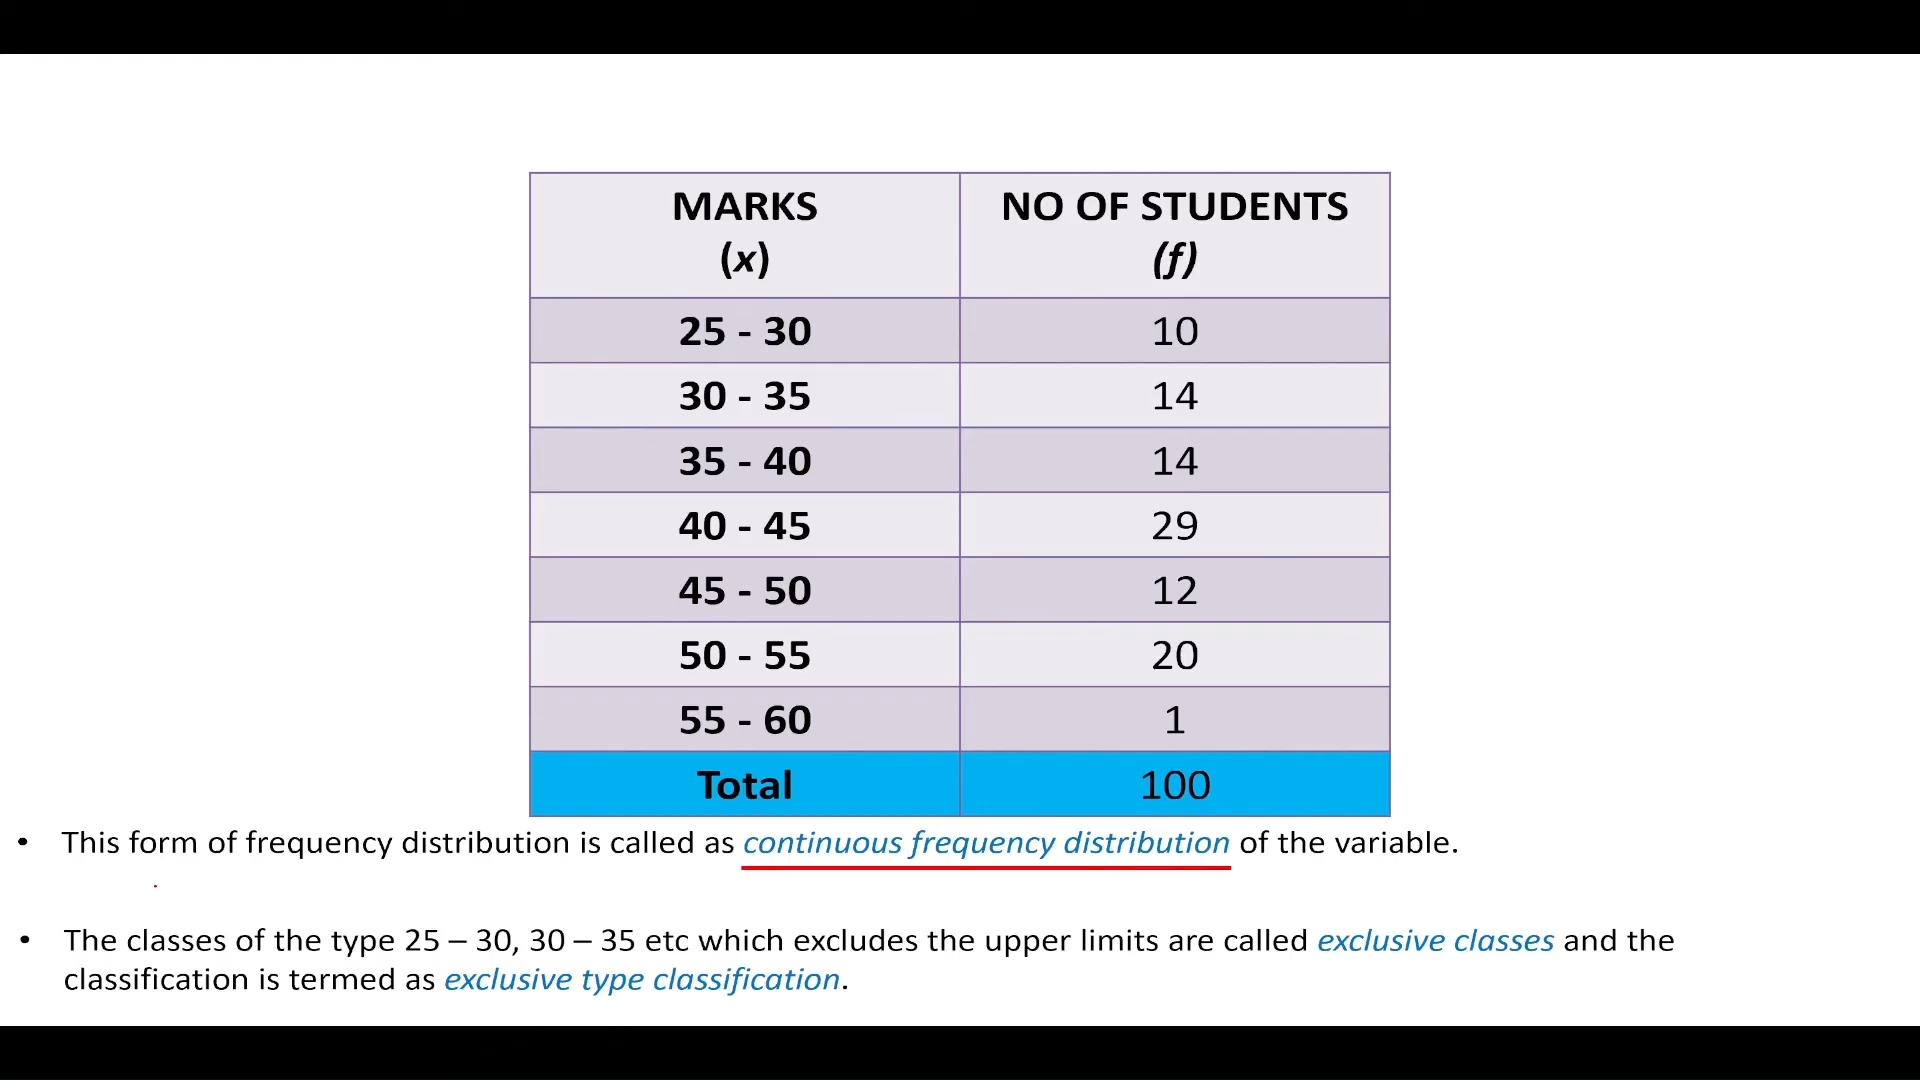 MARKS NO OF STUDENTS
(x) (f)
25 - 30 10
30 - 35 14
35 - 40 14
40 - 45 29
45 - 50 12
50 - 55 20
55 - 60 1
Total 100
• This form of frequency distribution is called as continuous frequency distribution of the variable.
• The classes of the type 25 – 30, 30 – 35 etc which excludes the upper limits are called exclusive classes and the
classification is termed as exclusive type classification.